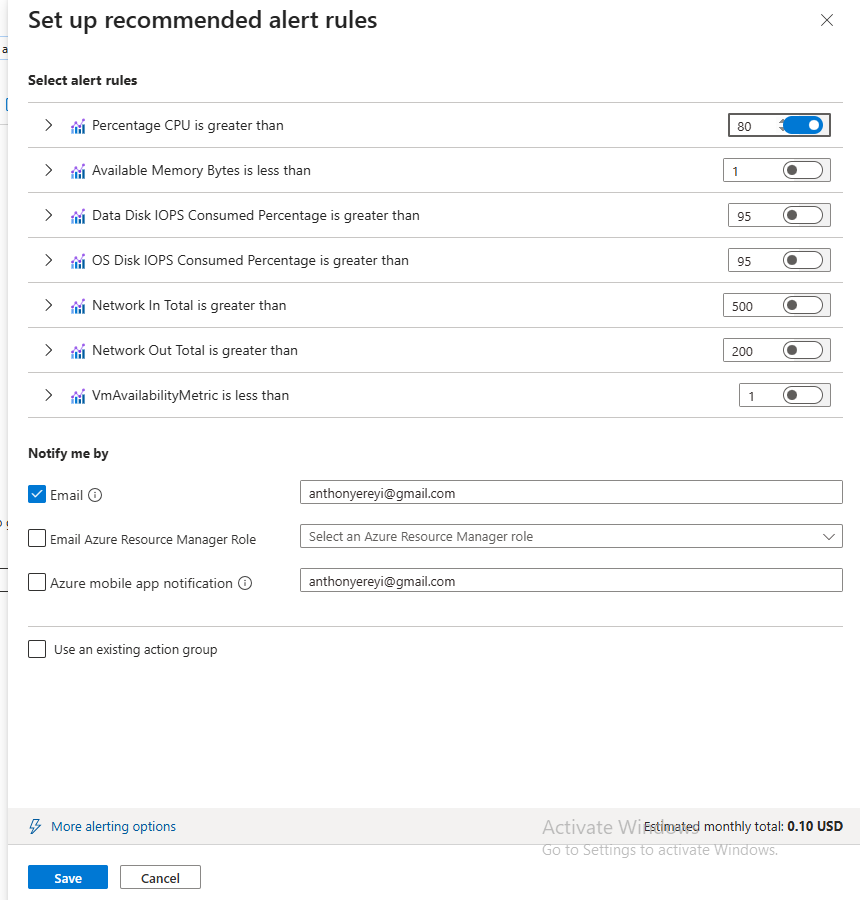 Set up recommended alert rules
Select alert rules
Percentage CPU is greater than 80
Available Memory Bytes is less than 1
Data Disk IOPS Consumed Percentage is greater than 95
OS Disk IOPS Consumed Percentage is greater than 95
Network In Total is greater than 500
Network Out Total is greater than 200
VmAvailabilityMetric is less than 1
Notify me by
Email anthonyereyi@gmail.com
Email Azure Resource Manager Role Select an Azure Resource Manager role
Azure mobile app notification anthonyereyi@gmail.com
Use an existing action group
More alerting options Estimated monthly total: 0.10 USD
Activate Windows
Go to Settings to activate Windows.
Save Cancel